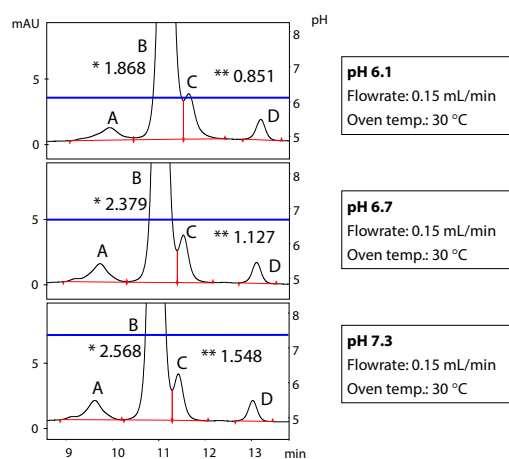 mAU
pH
B
* 1.868
** 0.851
C
A
D
5
0
8
7
6
5
pH 6.1
Flowrate: 0.15 mL/min
Oven temp.: 30 °C
B
* 2.379
** 1.127
C
A
D
5
0
8
7
6
5
pH 6.7
Flowrate: 0.15 mL/min
Oven temp.: 30 °C
B
* 2.568
** 1.548
C
A
D
5
0
8
7
6
5
pH 7.3
Flowrate: 0.15 mL/min
Oven temp.: 30 °C
9 10 11 12 13 min